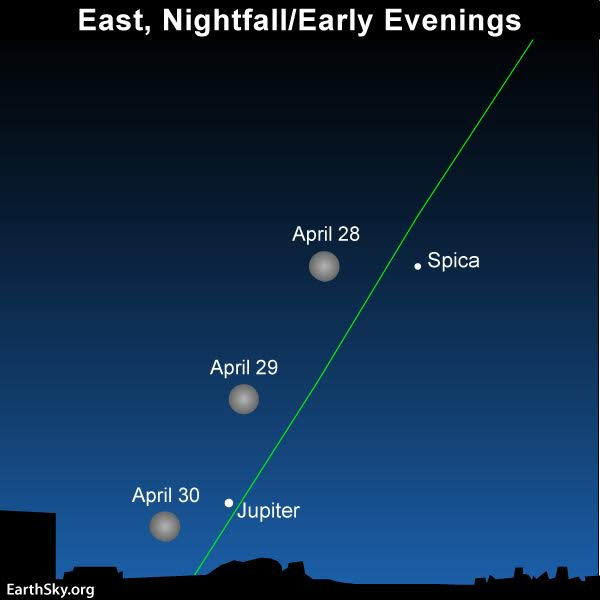 East, Nightfall/Early Evenings
April 28
Spica
April 29
April 30
Jupiter
EarthSky.org